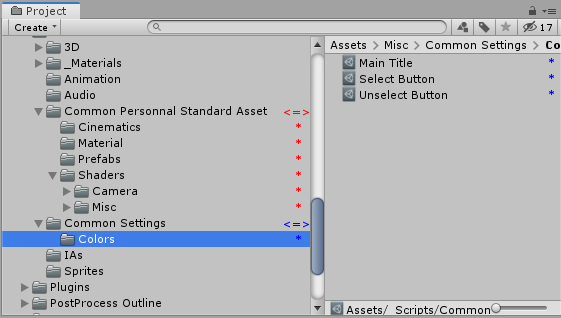 Project
Create
17
3D
_Materials
Animation
Audio
Common Personnal Standard Asset <=>
Cinematics *
Material *
Prefabs *
Shaders *
Camera *
Misc *
Common Settings <=>
Colors *
IAs
Sprites
Plugins
PostProcess Outline
Assets > Misc > Common Settings > Co
Main Title *
Select Button *
Unselect Button *
Assets/_Scripts/Common